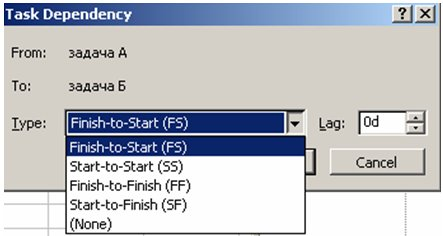 Task Dependency
From: задача А
To: задача Б
Type: Finish-to-Start (FS) Lag: 0d
Finish-to-Start (FS)
Start-to-Start (SS)
Finish-to-Finish (FF)
Start-to-Finish (SF)
(None)
Cancel